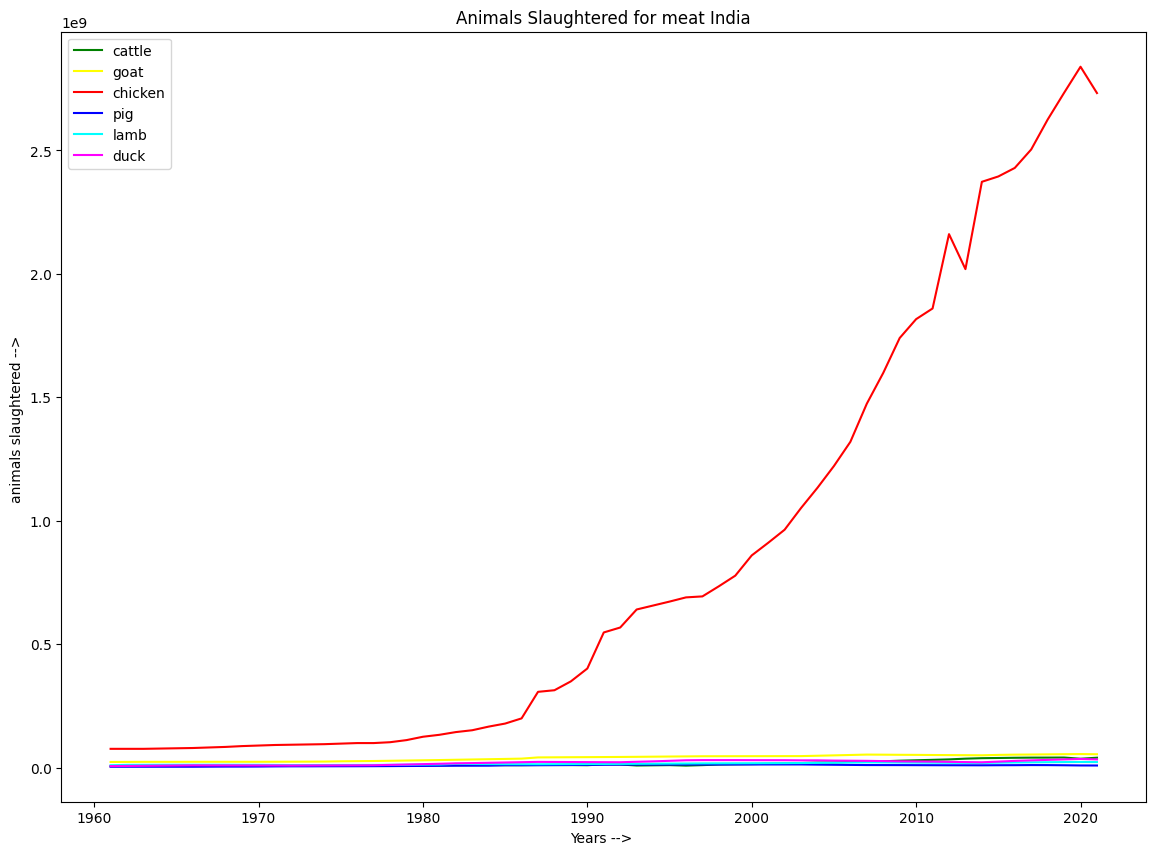 Animals Slaughtered for meat India
1e9
cattle
goat
chicken
pig
lamb
duck
animals slaughtered -->
2.5
2.0
1.5
1.0
0.5
0.0
1960 1970 1980 1990 2000 2010 2020
Years -->